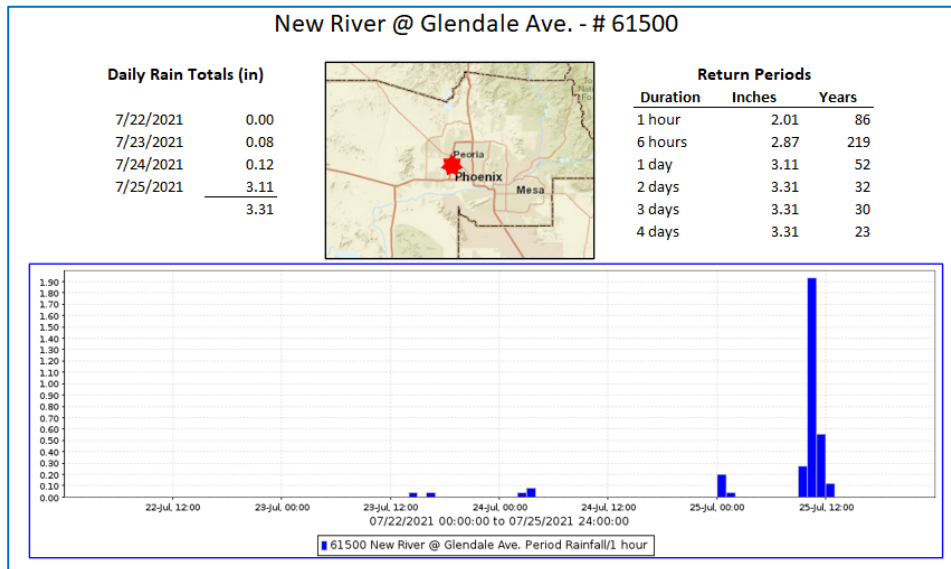 New River @ Glendale Ave. - # 61500
Daily Rain Totals (in)
7/22/2021 0.00
7/23/2021 0.08
7/24/2021 0.12
7/25/2021 3.11
3.31
Peoria
Phoenix
Mesa
Return Periods
Duration Inches Years
1 hour 2.01 86
6 hours 2.87 219
1 day 3.11 52
2 days 3.31 32
3 days 3.31 30
4 days 3.31 23
1.90
1.80
1.70
1.60
1.50
1.40
1.30
1.20
1.10
1.00
0.90
0.80
0.70
0.60
0.50
0.40
0.30
0.20
0.10
0.00
22-Jul, 12:00 23-Jul, 00:00 23-Jul, 12:00 24-Jul, 00:00 24-Jul, 12:00 25-Jul, 00:00 25-Jul, 12:00
07/22/2021 00:00:00 to 07/25/2021 24:00:00
61500 New River @ Glendale Ave. Period Rainfall/1 hour